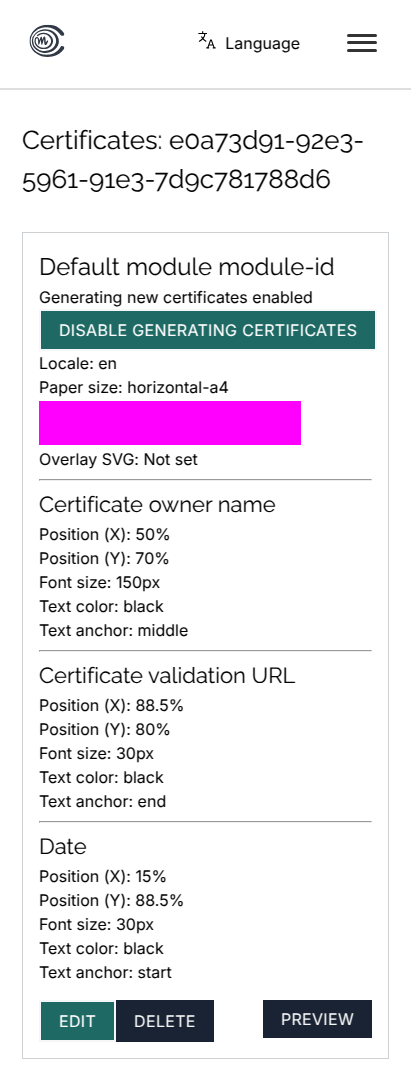 Language
Certificates: e0a73d91-92e3-
5961-91e3-7d9c781788d6
Default module module-id
Generating new certificates enabled
DISABLE GENERATING CERTIFICATES
Locale: en
Paper size: horizontal-a4
Overlay SVG: Not set
Certificate owner name
Position (X): 50%
Position (Y): 70%
Font size: 150px
Text color: black
Text anchor: middle
Certificate validation URL
Position (X): 88.5%
Position (Y): 80%
Font size: 30px
Text color: black
Text anchor: end
Date
Position (X): 15%
Position (Y): 88.5%
Font size: 30px
Text color: black
Text anchor: start
EDIT DELETE PREVIEW